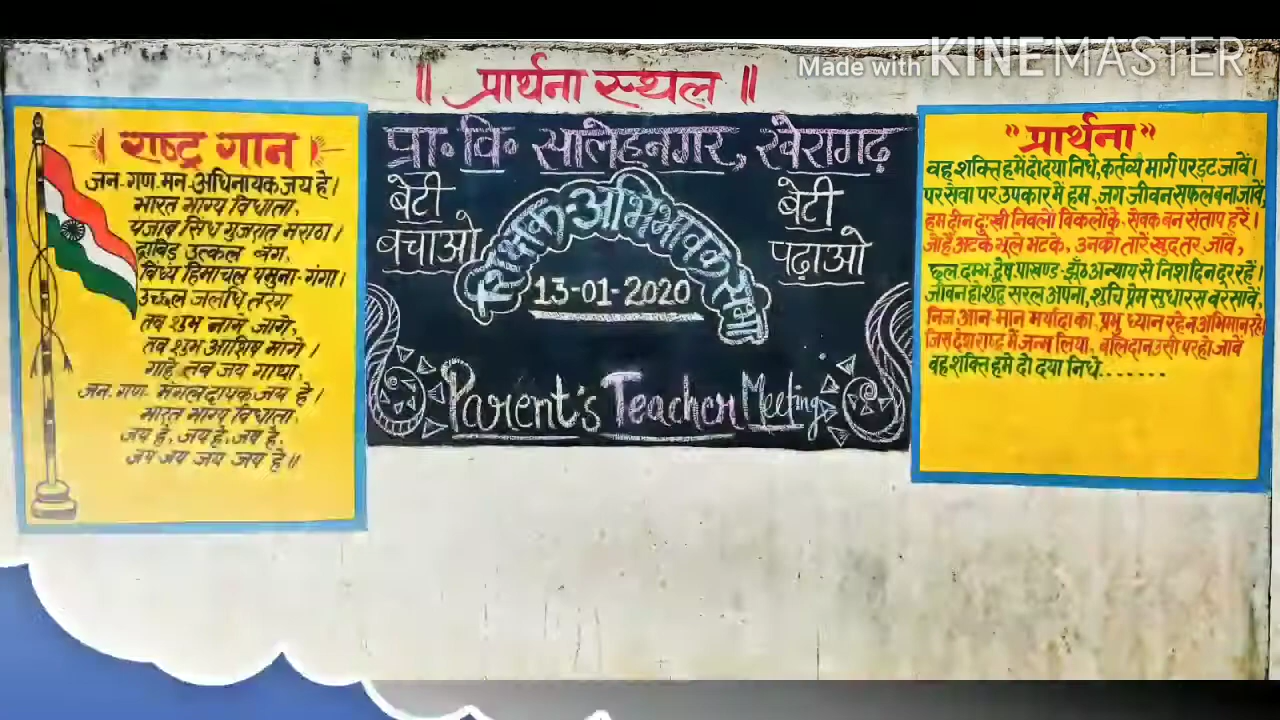 Made with KINEMASTER
॥ प्रार्थना स्थल ॥
। राष्ट्र गान ।
जन-गण-मन-अधिनायक जय हे।
भारत भाग्य विधाता,
पंजाब सिंध गुजरात मराठा।
द्राविड़ उत्कल बंग,
विंध्य हिमाचल यमुना-गंगा।
उच्छल जलधि तरंग
तव शुभ नामे जागे,
तव शुभ आशिष मांगे।
गाहे तव जय गाथा,
जन-गण-मंगलदायक जय हे।
भारत भाग्य विधाता,
जय हे, जय हे, जय हे,
जय जय जय जय हे॥
प्रा॰ वि॰ सालेहनगर, खेरागढ़
बेटी
बचाओ
शिक्षक-अभिभावक सभा
13-01-2020
बेटी
पढ़ाओ
Parent's Teacher Meeting
"प्रार्थना"
वह शक्ति हमें दो दया निधे, कर्तव्य मार्ग पर डट जावें।
पर सेवा पर उपकार में हम, जग जीवन सफल बना जावें,
हम दीन दुःखी निबलों विकलों के, सेवक बन संताप हरें।
जो हैं अटके भूले भटके, उनको तारें खुद तर जावें,
छल दम्भ द्वेष पाखण्ड-झूँठ अन्याय से निशदिन दूर रहें।
जीवन हो शुद्ध सरल अपना, शुचि प्रेम सुधारस बरसावें,
निज आन-मान मर्यादा का, प्रभु ध्यान रहे न अभिमान रहे।
जिस देश राष्ट्र में जन्म लिया, बलिदान उसी पर हो जावें
वह शक्ति हमें दो दया निधे.......